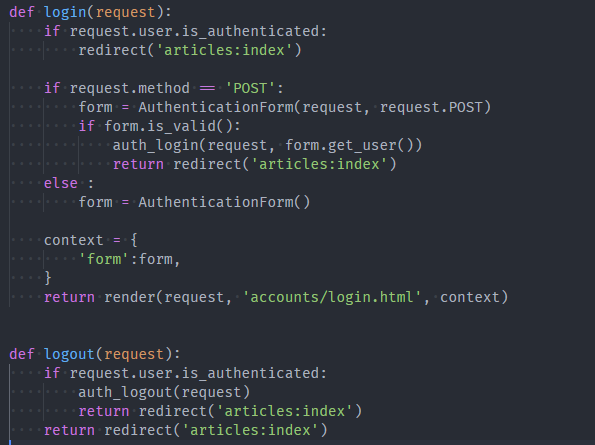 def login(request):
    if request.user.is_authenticated:
        redirect('articles:index')

    if request.method == 'POST':
        form = AuthenticationForm(request, request.POST)
        if form.is_valid():
            auth_login(request, form.get_user())
            return redirect('articles:index')
    else :
        form = AuthenticationForm()

    context = {
        'form':form,
    }
    return render(request, 'accounts/login.html', context)


def logout(request):
    if request.user.is_authenticated:
        auth_logout(request)
        return redirect('articles:index')
    return redirect('articles:index')